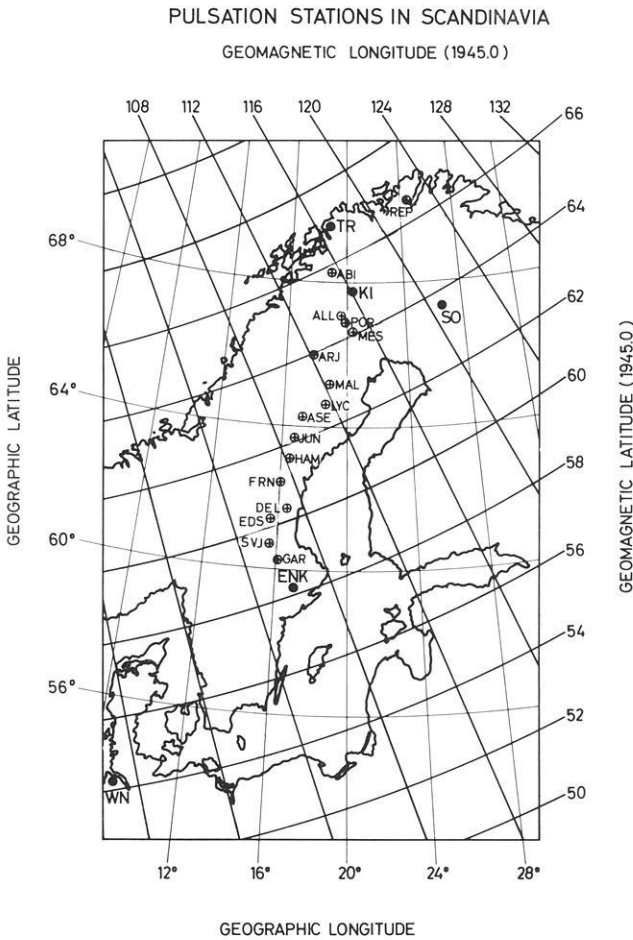 PULSATION STATIONS IN SCANDINAVIA
GEOMAGNETIC LONGITUDE (1945.0)
108 112 116 120 124 128 132
66
64
62
60
58
56
54
52
50
68°
64°
60°
56°
GEOGRAPHIC LATITUDE
GEOMAGNETIC LATITUDE (1945.0)
REP
TR
ABI
KI
SO
ALL
POR
MES
ARJ
MAL
LYC
ASE
JUN
HAM
FRN
DEL
EDS
SVJ
GAR
ENK
WN
12° 16° 20° 24° 28°
GEOGRAPHIC LONGITUDE